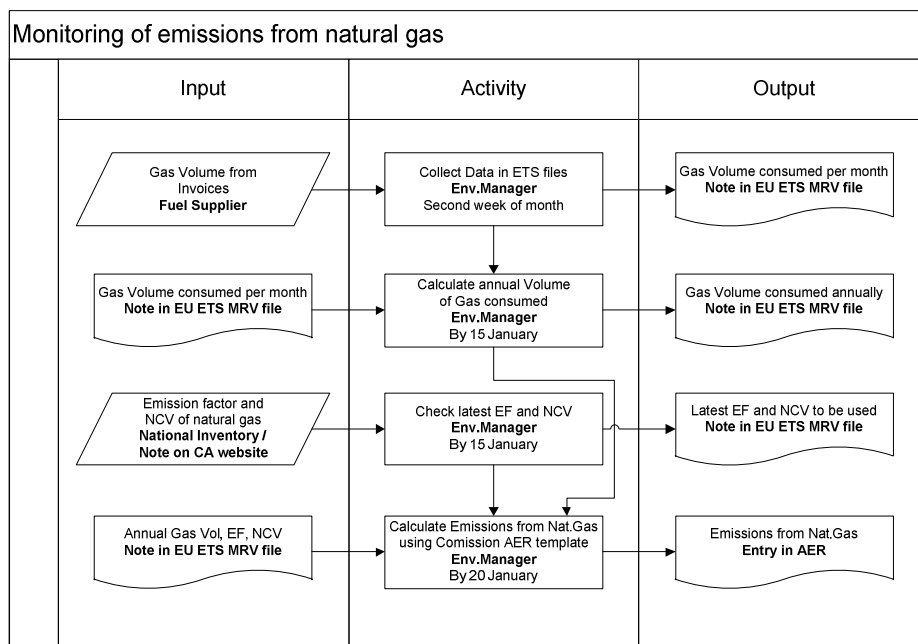 Monitoring of emissions from natural gas
Input
Activity
Output
Gas Volume from
Invoices
Fuel Supplier
Collect Data in ETS files
Env.Manager
Second week of month
Gas Volume consumed per month
Note in EU ETS MRV file
Gas Volume consumed per month
Note in EU ETS MRV file
Calculate annual Volume
of Gas consumed
Env.Manager
By 15 January
Gas Volume consumed annually
Note in EU ETS MRV file
Emission factor and
NCV of natural gas
National Inventory /
Note on CA website
Check latest EF and NCV
Env.Manager
By 15 January
Latest EF and NCV to be used
Note in EU ETS MRV file
Annual Gas Vol, EF, NCV
Note in EU ETS MRV file
Calculate Emissions from Nat.Gas
using Comission AER template
Env.Manager
By 20 January
Emissions from Nat.Gas
Entry in AER